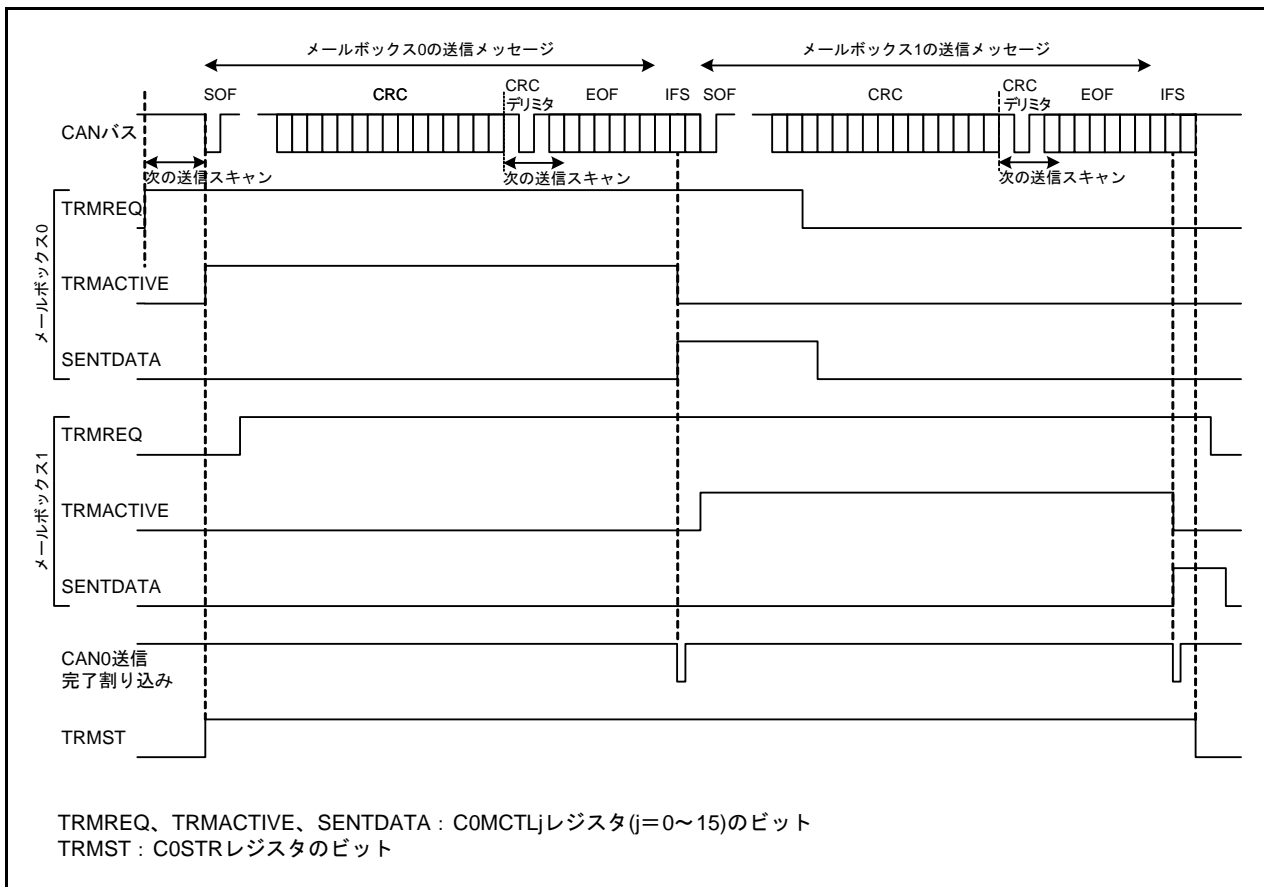 メールボックス0の送信メッセージ
メールボックス1の送信メッセージ
SOF
CRC
CRC
デリミタ
EOF
IFS
SOF
CRC
CRC
デリミタ
EOF
IFS
CANバス
次の送信スキャン
次の送信スキャン
次の送信スキャン
メールボックス0
TRMREQ
TRMACTIVE
SENTDATA
メールボックス1
TRMREQ
TRMACTIVE
SENTDATA
CAN0送信
完了割り込み
TRMST
TRMREQ、TRMACTIVE、SENTDATA：C0MCTLjレジスタ(j＝0～15)のビット
TRMST：C0STRレジスタのビット